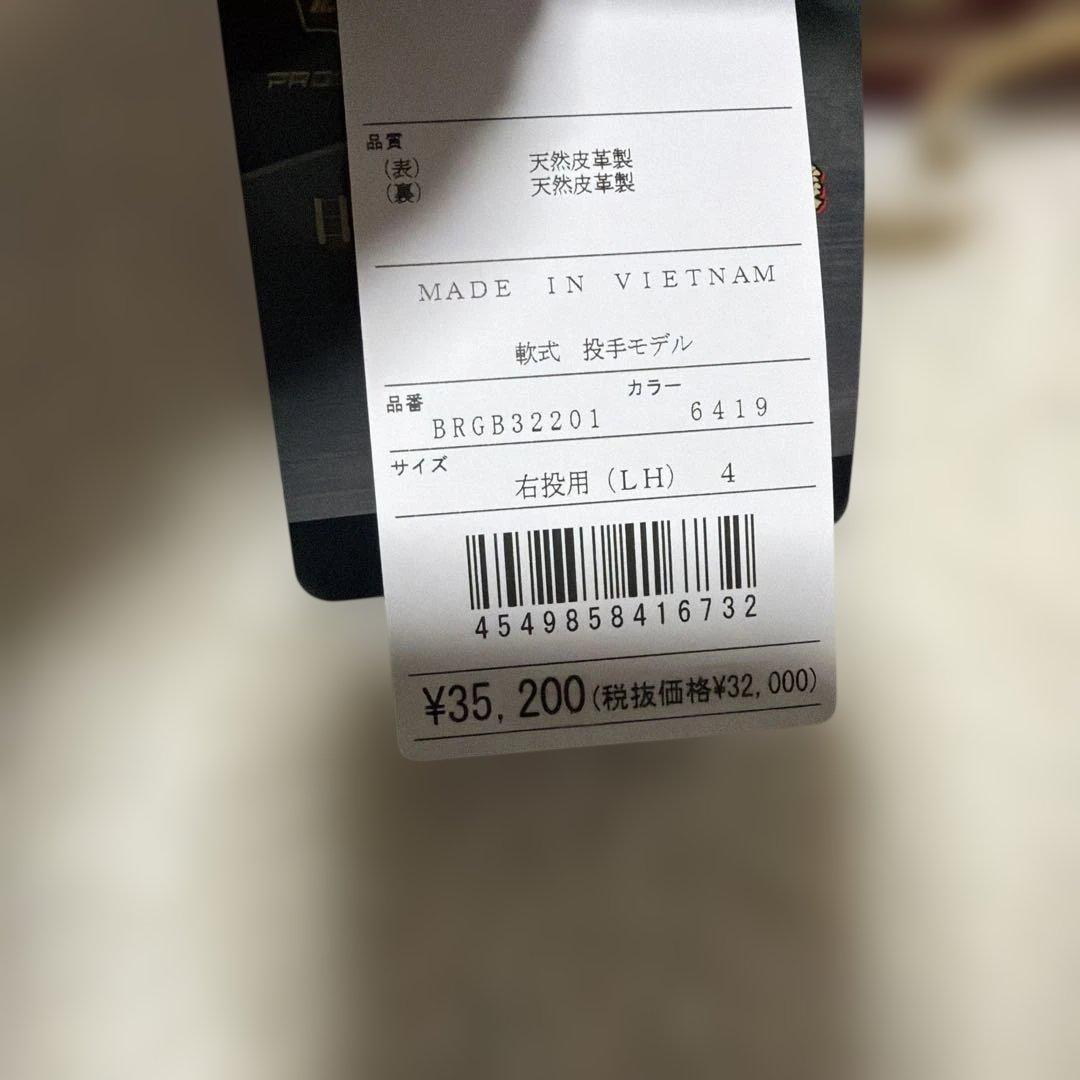 PRO
品質
(表) 天然皮革製
(裏) 天然皮革製
MADE IN VIETNAM
軟式 投手モデル
品番 カラー
BRGB32201 6419
サイズ
右投用(LH) 4
4549858416732
¥35,200(税抜価格¥32,000)